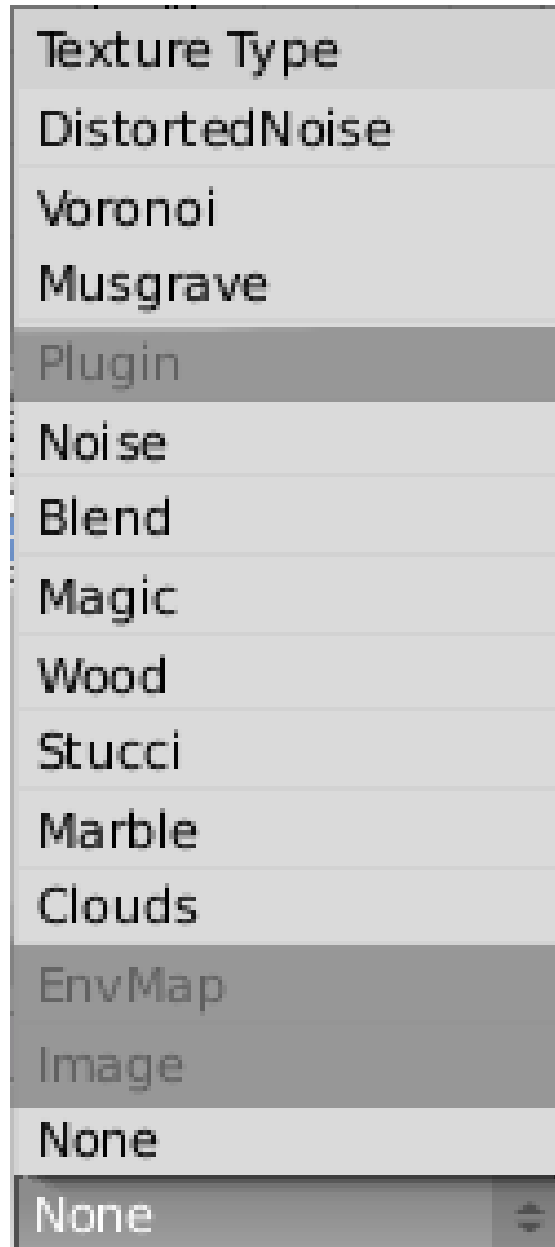 Texture Type
DistortedNoise
Voronoi
Musgrave
Plugin
Noise
Blend
Magic
Wood
Stucci
Marble
Clouds
EnvMap
Image
None
None